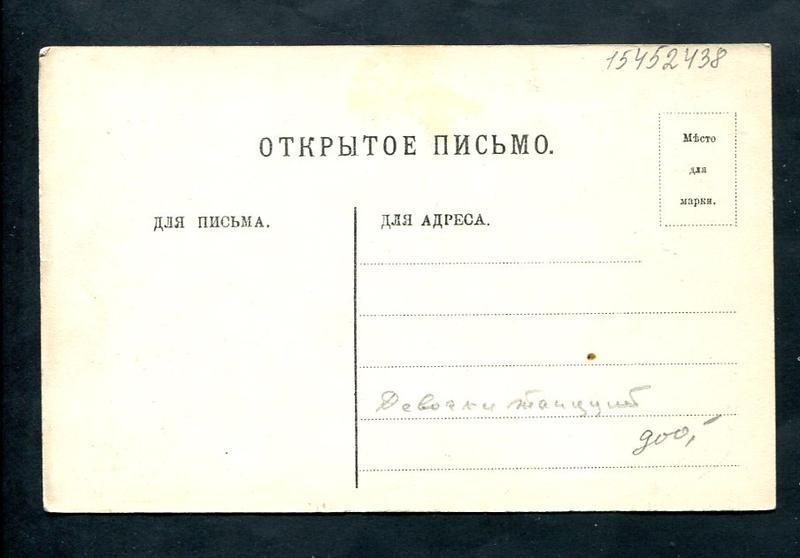 15452438
ОТКРЫТОЕ ПИСЬМО.
Мѣсто
для
марки.
ДЛЯ ПИСЬМА.
ДЛЯ АДРЕСА.
Девочки танцуют
900,-